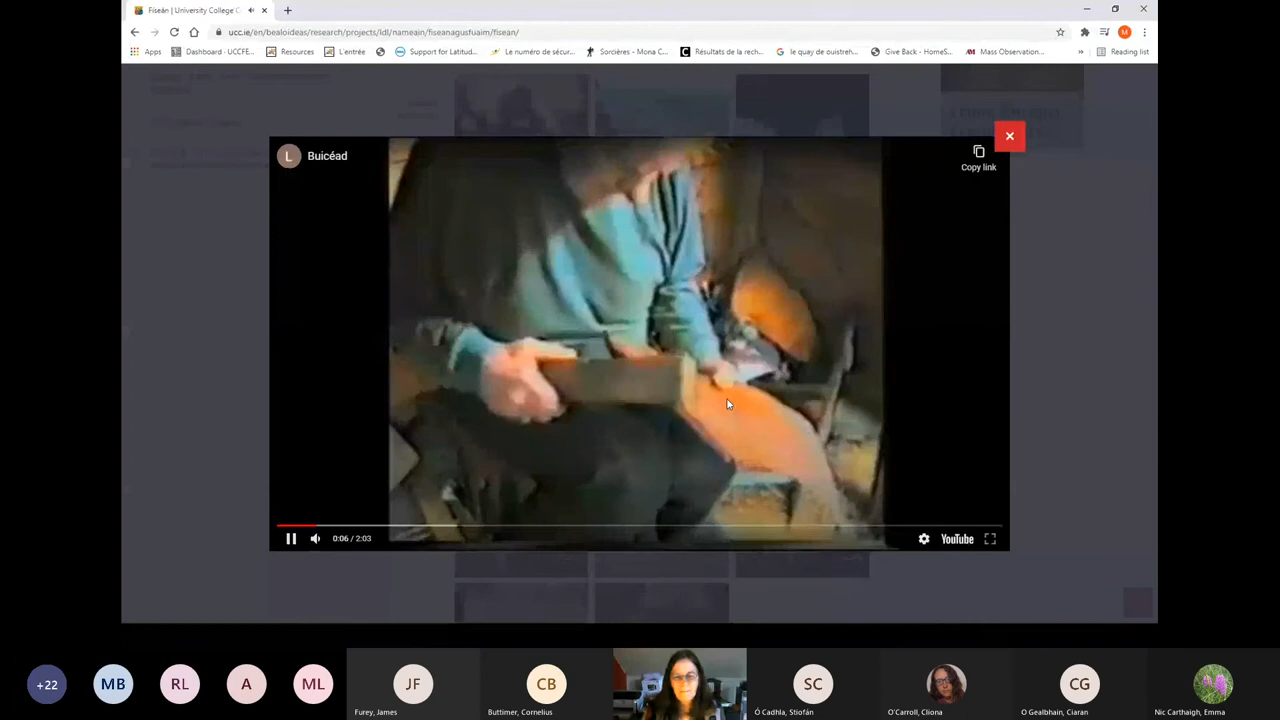 Físeán | University College C
ucc.ie/en/bealoideas/research/projects/ldl/nameain/fiseanagusfuaim/fisean/
Apps
Dashboard - UCCFE...
Resources
L'entrée
Support for Latitud...
Le numéro de sécur...
Sorcières - Mona C...
Résultats de la rech...
le quay de ouistreh...
Give Back - HomeS...
Mass Observation...
»
Reading list
L
Buicéad
Copy link
0:06 / 2:03
YouTube
+22
MB
RL
A
ML
JF
CB
SC
CG
Furey, James
Buttimer, Cornelius
Ó Cadhla, Stiofán
O'Carroll, Cliona
O Gealbhain, Ciaran
Nic Carthaigh, Emma